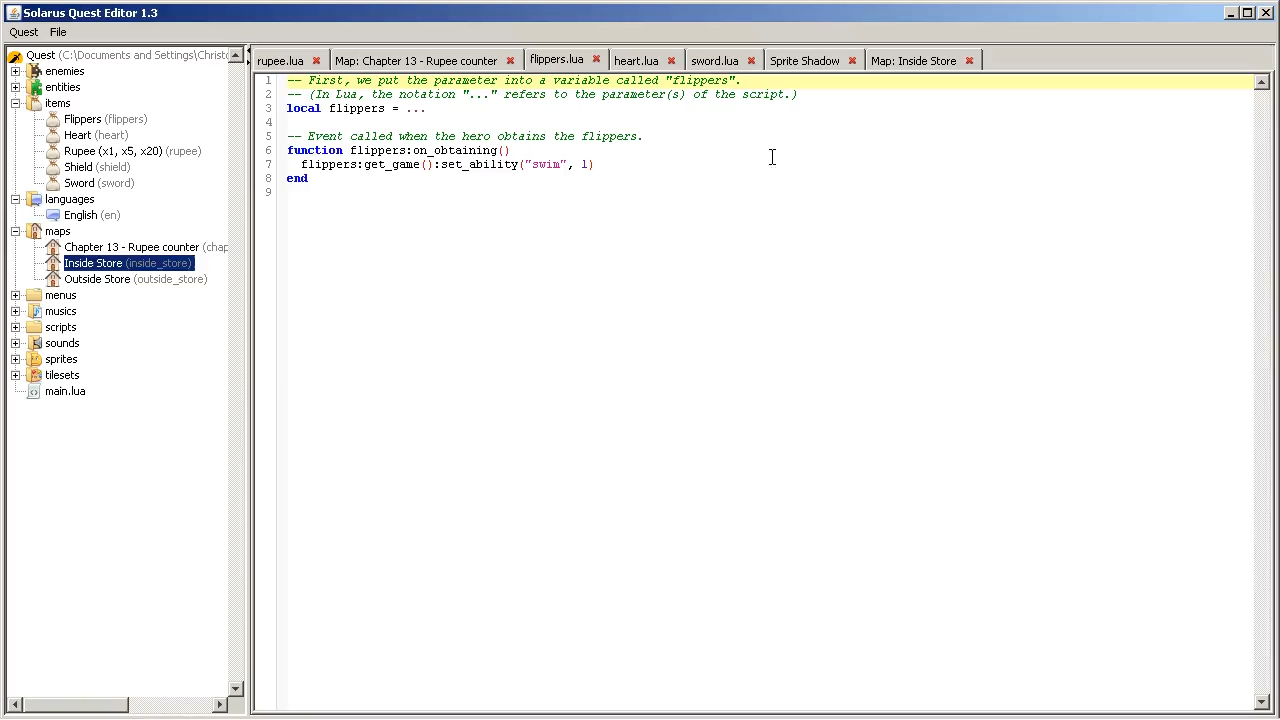 Solarus Quest Editor 1.3
Quest File
Quest (C:\Documents and Settings\Christo
enemies
entities
items
Flippers (flippers)
Heart (heart)
Rupee (x1, x5, x20) (rupee)
Shield (shield)
Sword (sword)
languages
English (en)
maps
Chapter 13 - Rupee counter (chap
Inside Store (inside_store)
Outside Store (outside_store)
menus
musics
scripts
sounds
sprites
tilesets
main.lua
rupee.lua Map: Chapter 13 - Rupee counter flippers.lua heart.lua sword.lua Sprite Shadow Map: Inside Store
1 -- First, we put the parameter into a variable called "flippers".
2 -- (In Lua, the notation "..." refers to the parameter(s) of the script.)
3 local flippers = ...
4
5 -- Event called when the hero obtains the flippers.
6 function flippers:on_obtaining()
7 flippers:get_game():set_ability("swim", 1)
8 end
9